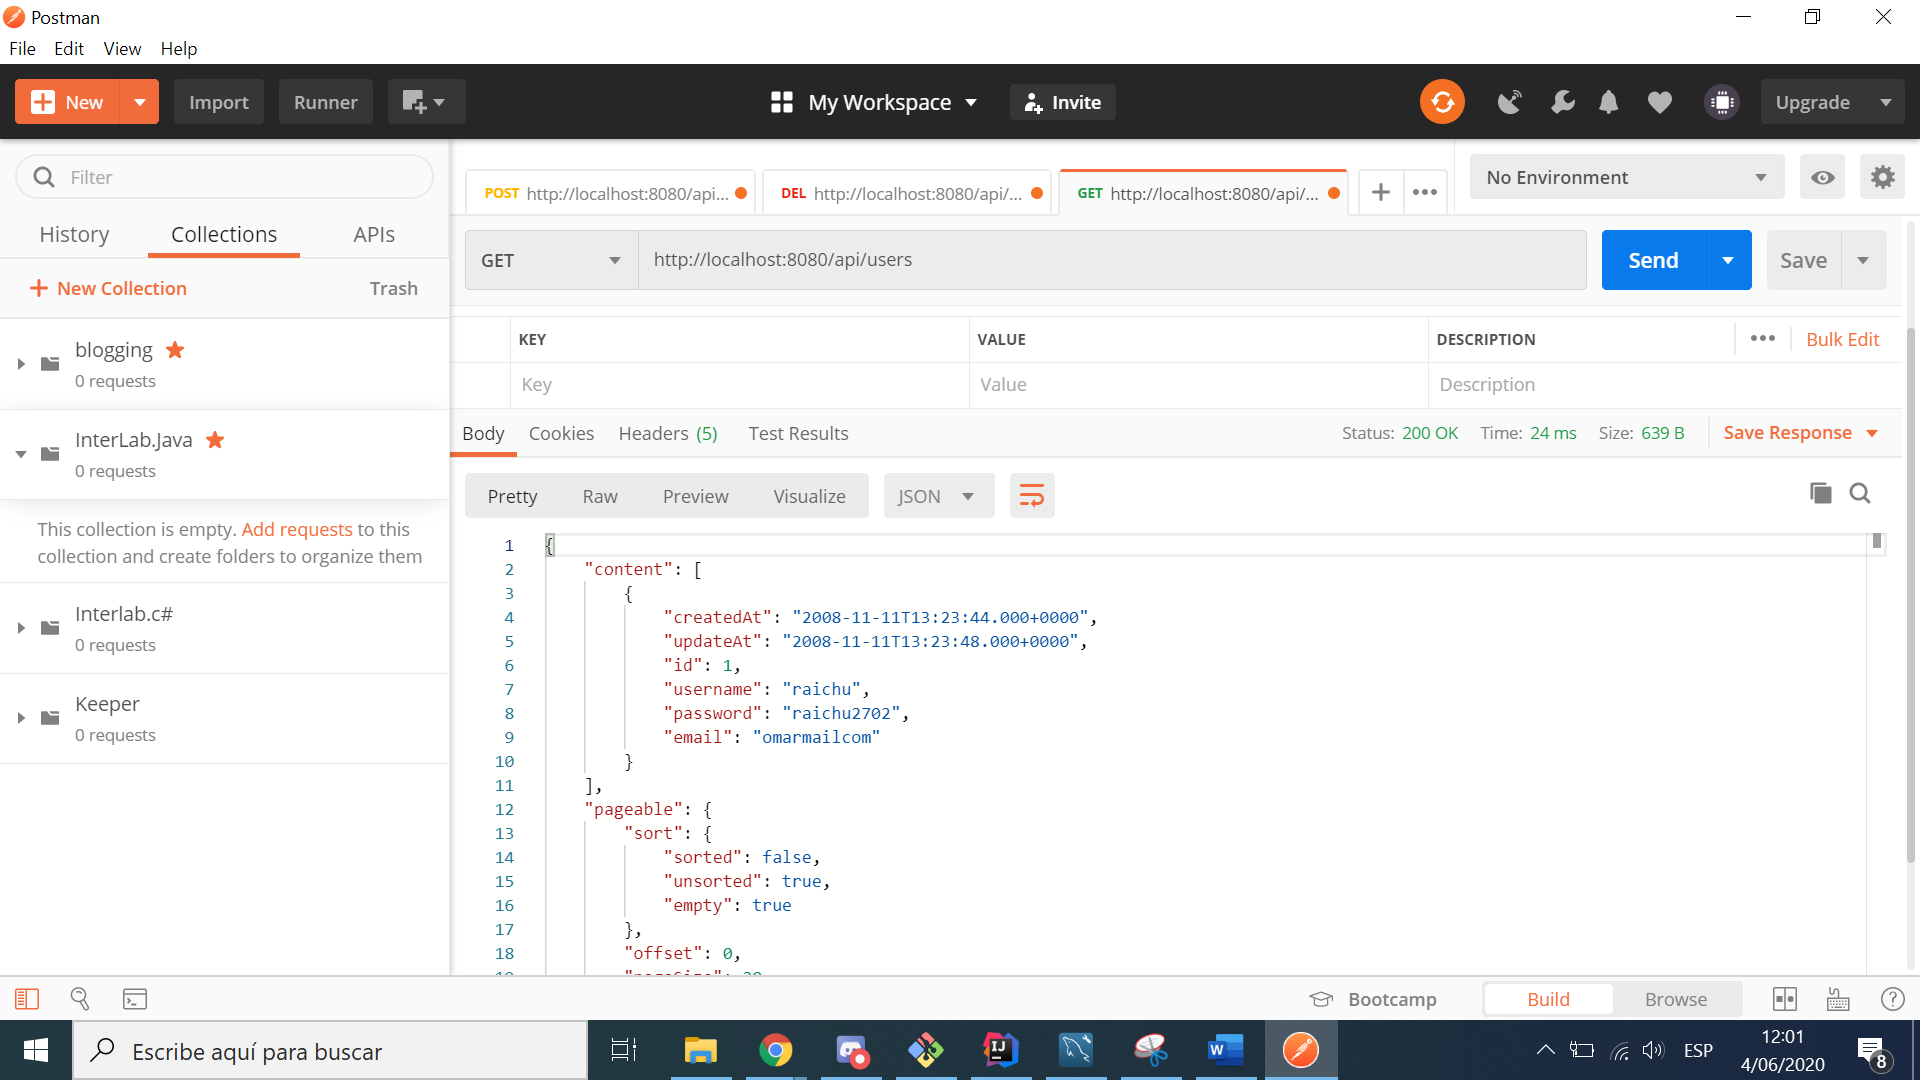 Postman
File Edit View Help
New Import Runner My Workspace Invite Upgrade
Filter
History Collections APIs
New Collection Trash
blogging
0 requests
InterLab.Java
0 requests
This collection is empty. Add requests to this
collection and create folders to organize them
Interlab.c#
0 requests
Keeper
0 requests
POST http://localhost:8080/api... DEL http://localhost:8080/api/... GET http://localhost:8080/api/... + ••• No Environment
GET http://localhost:8080/api/users Send Save
KEY VALUE DESCRIPTION ••• Bulk Edit
Key Value Description
Body Cookies Headers (5) Test Results Status: 200 OK Time: 24 ms Size: 639 B Save Response
Pretty Raw Preview Visualize JSON
1 {
2 "content": [
3 {
4 "createdAt": "2008-11-11T13:23:44.000+0000",
5 "updateAt": "2008-11-11T13:23:48.000+0000",
6 "id": 1,
7 "username": "raichu",
8 "password": "raichu2702",
9 "email": "omarmailcom"
10 }
11 ],
12 "pageable": {
13 "sort": {
14 "sorted": false,
15 "unsorted": true,
16 "empty": true
17 },
18 "offset": 0,
Bootcamp Build Browse
Escribe aquí para buscar
ESP
12:01
4/06/2020
8